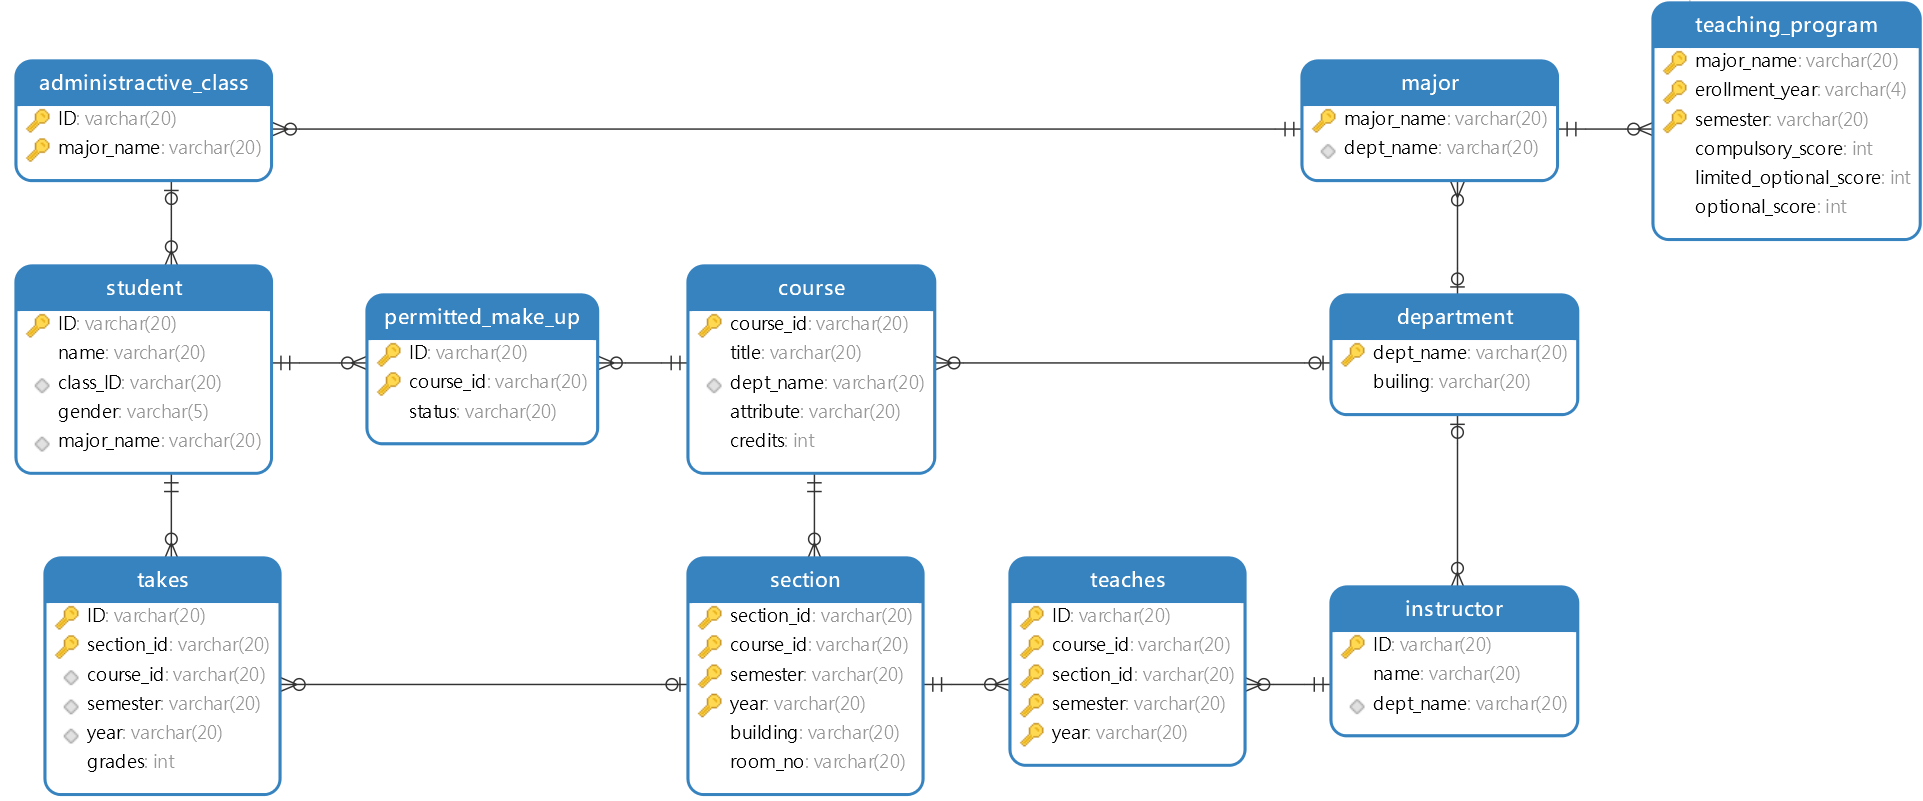 teaching_program
major_name: varchar(20)
erollment_year: varchar(4)
semester: varchar(20)
compulsory_score: int
limited_optional_score: int
optional_score: int
administractive_class
ID: varchar(20)
major_name: varchar(20)
major
major_name: varchar(20)
dept_name: varchar(20)
student
ID: varchar(20)
name: varchar(20)
class_ID: varchar(20)
gender: varchar(5)
major_name: varchar(20)
permitted_make_up
ID: varchar(20)
course_id: varchar(20)
status: varchar(20)
course
course_id: varchar(20)
title: varchar(20)
dept_name: varchar(20)
attribute: varchar(20)
credits: int
department
dept_name: varchar(20)
builing: varchar(20)
takes
ID: varchar(20)
section_id: varchar(20)
course_id: varchar(20)
semester: varchar(20)
year: varchar(20)
grades: int
section
section_id: varchar(20)
course_id: varchar(20)
semester: varchar(20)
year: varchar(20)
building: varchar(20)
room_no: varchar(20)
teaches
ID: varchar(20)
course_id: varchar(20)
section_id: varchar(20)
semester: varchar(20)
year: varchar(20)
instructor
ID: varchar(20)
name: varchar(20)
dept_name: varchar(20)